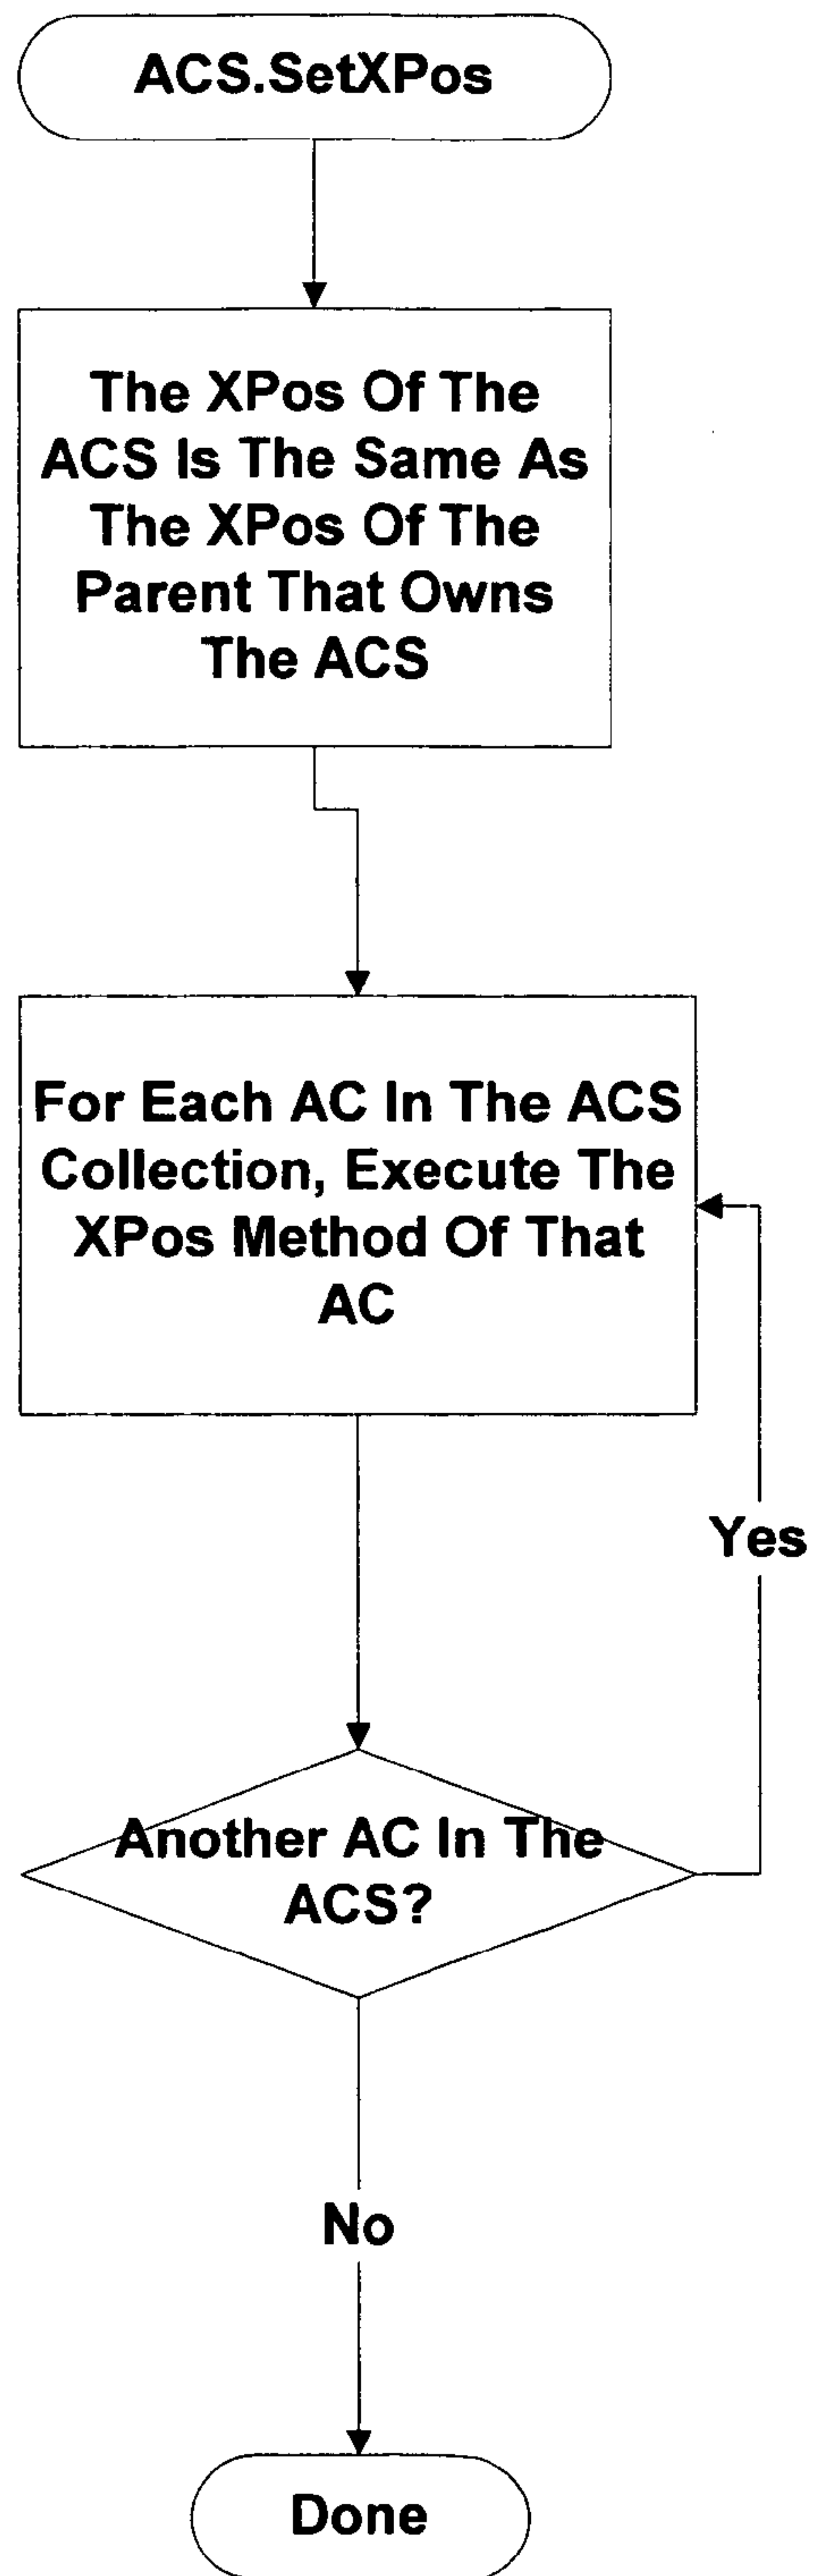 ACS.SetXPos
The XPos Of The
ACS Is The Same As
The XPos Of The
Parent That Owns
The ACS
For Each AC In The ACS
Collection, Execute The
XPos Method Of That
AC
Yes
Another AC In The
ACS?
No
Done